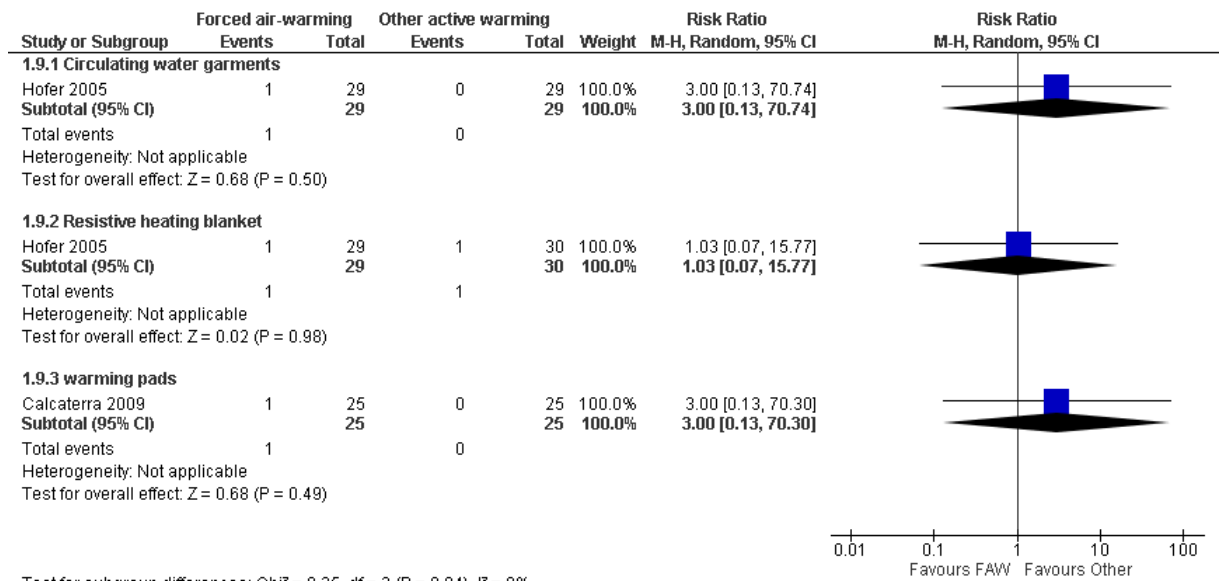 Forced air-warming Other active warming Risk Ratio Risk Ratio
Study or Subgroup Events Total Events Total Weight M-H, Random, 95% CI M-H, Random, 95% CI
1.9.1 Circulating water garments
Hofer 2005 1 29 0 29 100.0% 3.00 [0.13, 70.74]
Subtotal (95% CI) 29 29 100.0% 3.00 [0.13, 70.74]
Total events 1 0
Heterogeneity: Not applicable
Test for overall effect: Z = 0.68 (P = 0.50)
1.9.2 Resistive heating blanket
Hofer 2005 1 29 1 30 100.0% 1.03 [0.07, 15.77]
Subtotal (95% CI) 29 30 100.0% 1.03 [0.07, 15.77]
Total events 1 1
Heterogeneity: Not applicable
Test for overall effect: Z = 0.02 (P = 0.98)
1.9.3 warming pads
Calcaterra 2009 1 25 0 25 100.0% 3.00 [0.13, 70.30]
Subtotal (95% CI) 25 25 100.0% 3.00 [0.13, 70.30]
Total events 1 0
Heterogeneity: Not applicable
Test for overall effect: Z = 0.68 (P = 0.49)
0.01 0.1 1 10 100
Favours FAW Favours Other
Test for subgroup differences: